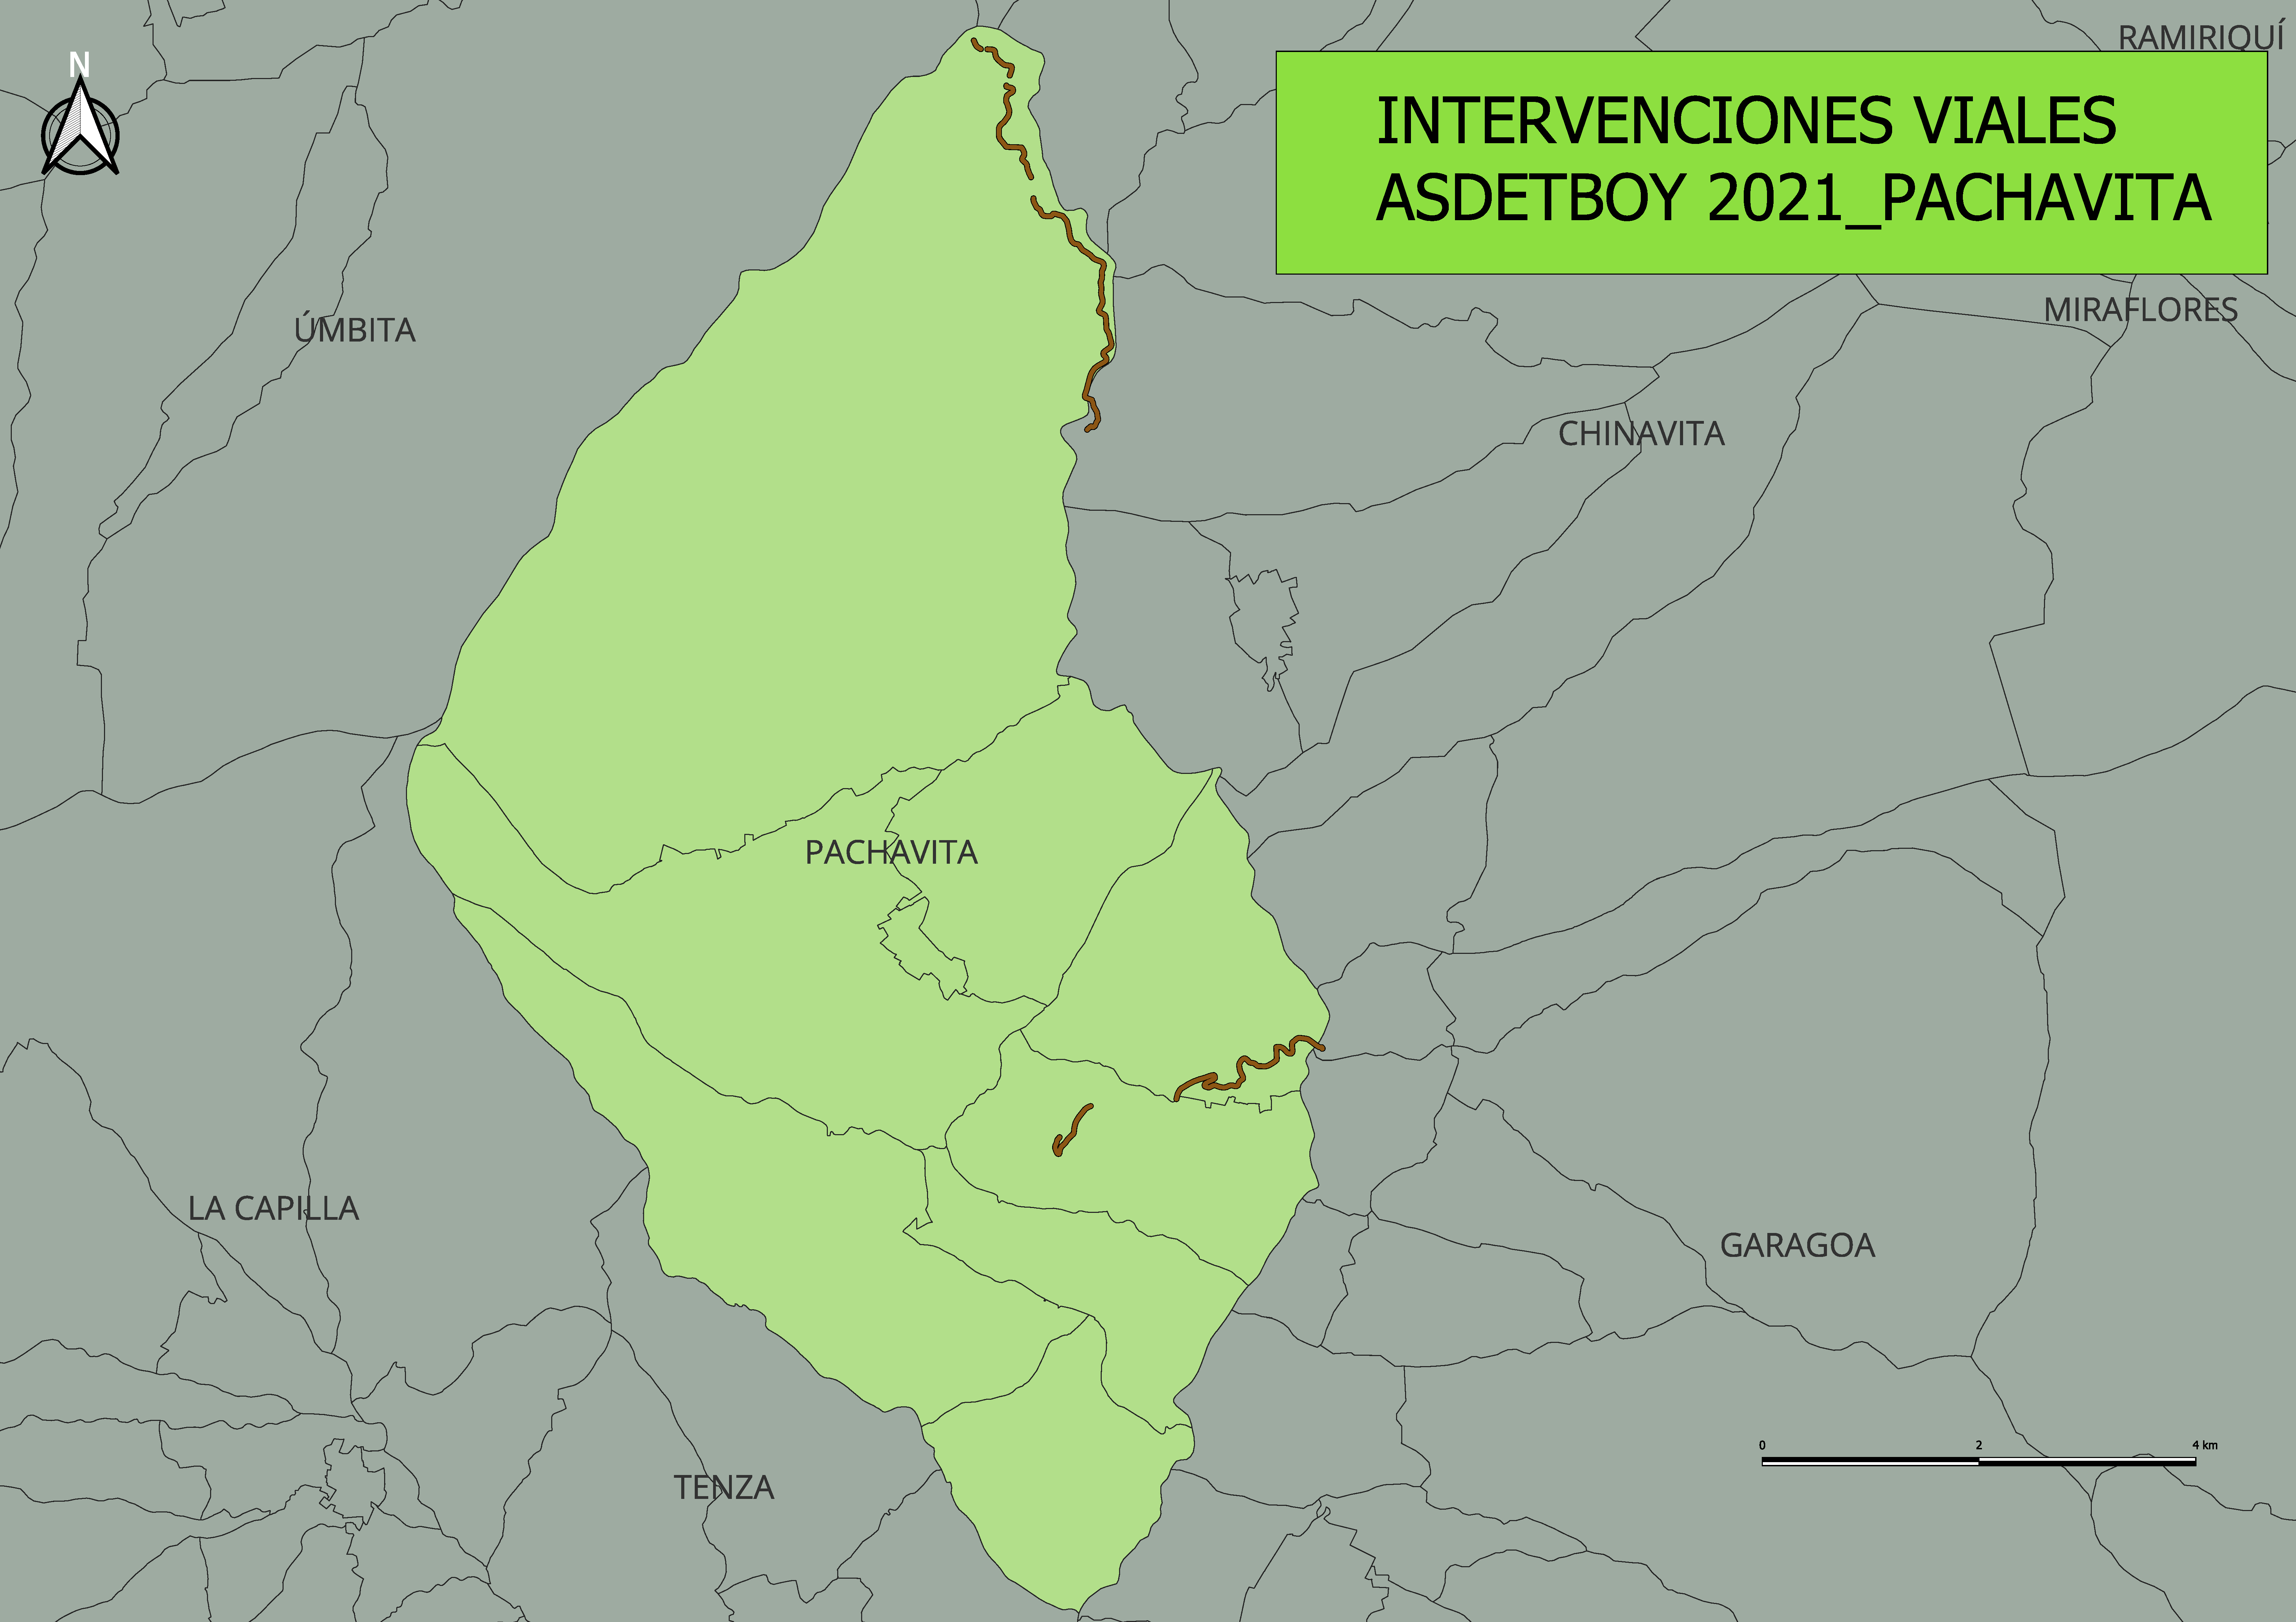 N
RAMIRIQUÍ
INTERVENCIONES VIALES
ASDETBOY 2021_PACHAVITA
ÚMBITA
MIRAFLORES
CHINAVITA
PACHAVITA
LA CAPILLA
GARAGOA
TENZA
0 2 4 km